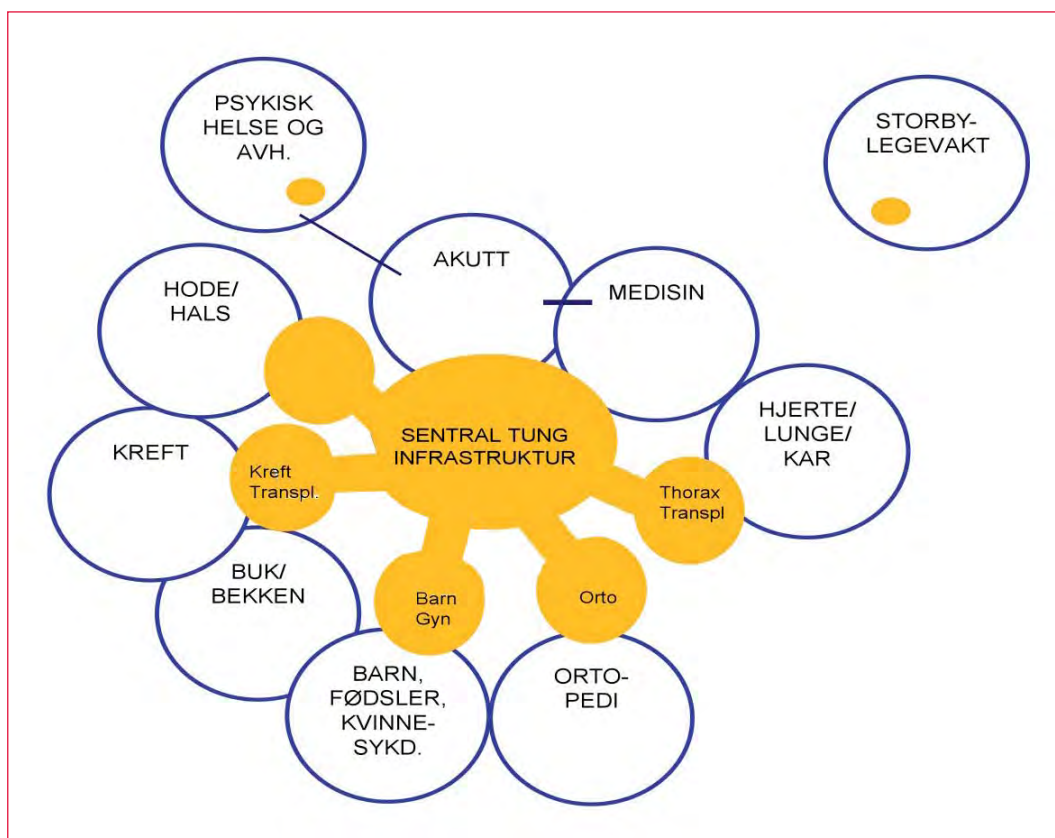 PSYKISK
HELSE OG
AVH.
STORBY-
LEGEVAKT
AKUTT
MEDISIN
HODE/
HALS
HJERTE/
LUNGE/
KAR
SENTRAL TUNG
INFRASTRUKTUR
KREFT
Kreft
Transpl.
Thorax
Transpl
BUK/
BEKKEN
Barn
Gyn
Orto
BARN,
FØDSLER,
KVINNE-
SYKD.
ORTO-
PEDI